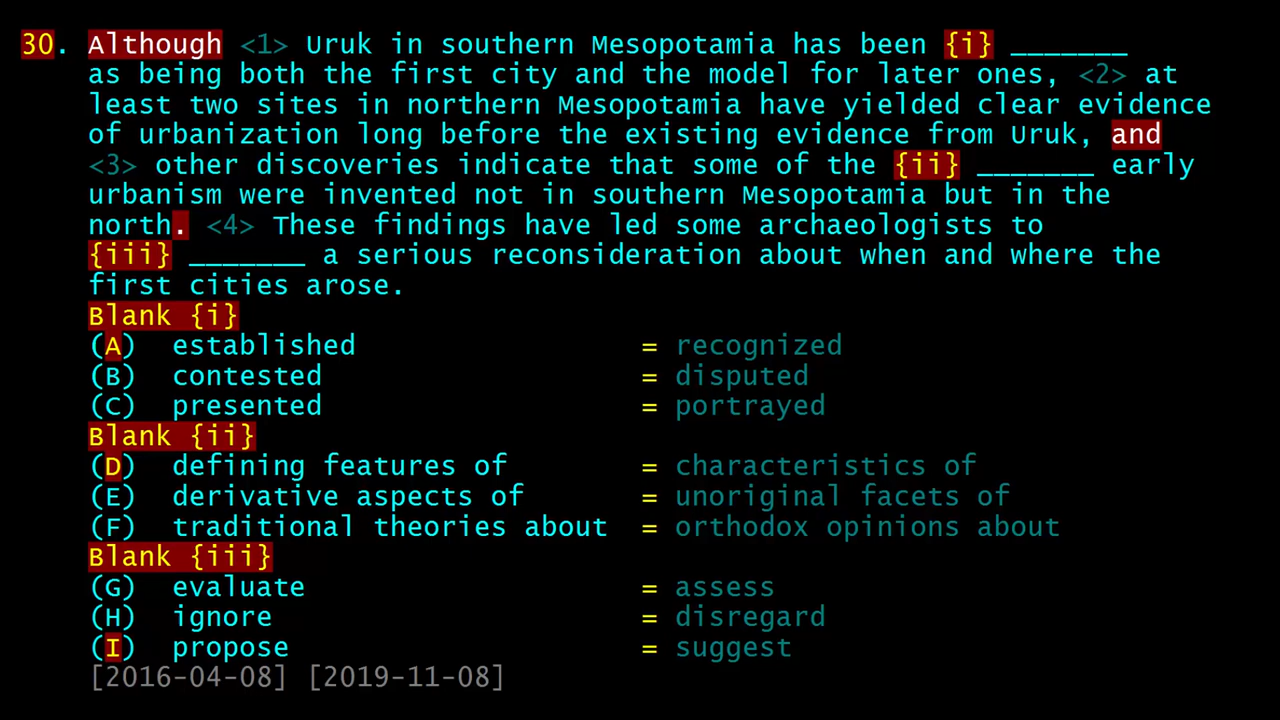 30. Although <1> Uruk in southern Mesopotamia has been {i} _______
as being both the first city and the model for later ones, <2> at
least two sites in northern Mesopotamia have yielded clear evidence
of urbanization long before the existing evidence from Uruk, and
<3> other discoveries indicate that some of the {ii} _______ early
urbanism were invented not in southern Mesopotamia but in the
north. <4> These findings have led some archaeologists to
{iii} _______ a serious reconsideration about when and where the
first cities arose.
Blank {i}
(A) established = recognized
(B) contested = disputed
(C) presented = portrayed
Blank {ii}
(D) defining features of = characteristics of
(E) derivative aspects of = unoriginal facets of
(F) traditional theories about = orthodox opinions about
Blank {iii}
(G) evaluate = assess
(H) ignore = disregard
(I) propose = suggest
[2016-04-08] [2019-11-08]